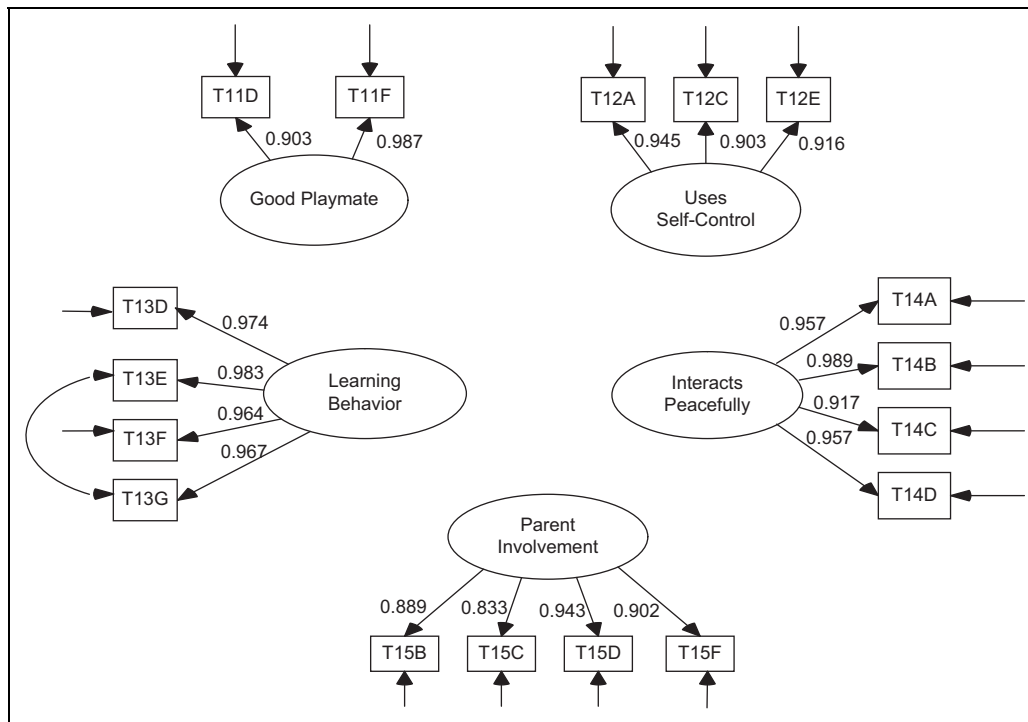 T11D
T11F
0.903
0.987
Good Playmate
T12A
T12C
T12E
0.945
0.903
0.916
Uses
Self-Control
T13D
T13E
T13F
T13G
0.974
0.983
0.964
0.967
Learning
Behavior
T14A
T14B
T14C
T14D
0.957
0.989
0.917
0.957
Interacts
Peacefully
Parent
Involvement
0.889
0.833
0.943
0.902
T15B
T15C
T15D
T15F